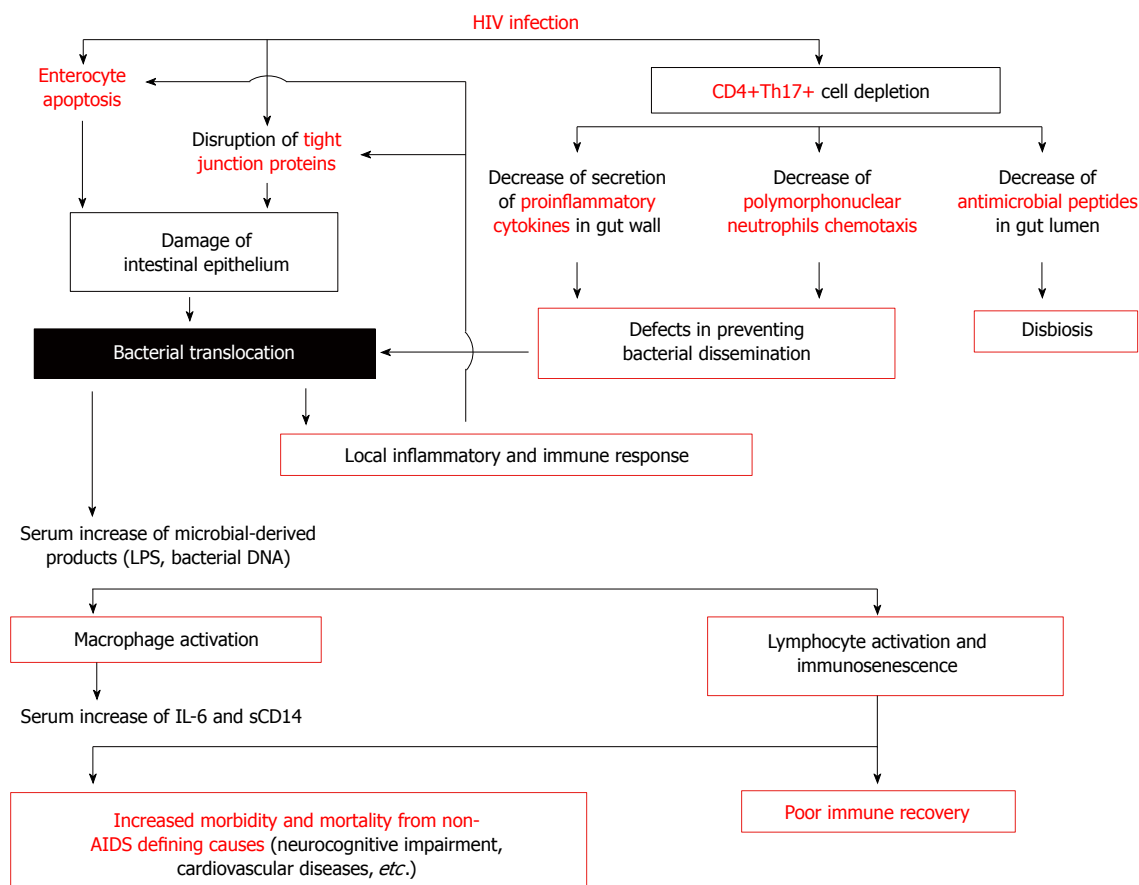 HIV infection
Enterocyte
apoptosis
CD4+Th17+ cell depletion
Disruption of tight
junction proteins
Decrease of secretion
of proinflammatory
cytokines in gut wall
Decrease of
polymorphonuclear
neutrophils chemotaxis
Decrease of
antimicrobial peptides
in gut lumen
Damage of
intestinal epithelium
Bacterial translocation
Defects in preventing
bacterial dissemination
Disbiosis
Local inflammatory and immune response
Serum increase of microbial-derived
products (LPS, bacterial DNA)
Macrophage activation
Lymphocyte activation and
immunosenescence
Serum increase of IL-6 and sCD14
Increased morbidity and mortality from non-
AIDS defining causes (neurocognitive impairment,
cardiovascular diseases, etc.)
Poor immune recovery